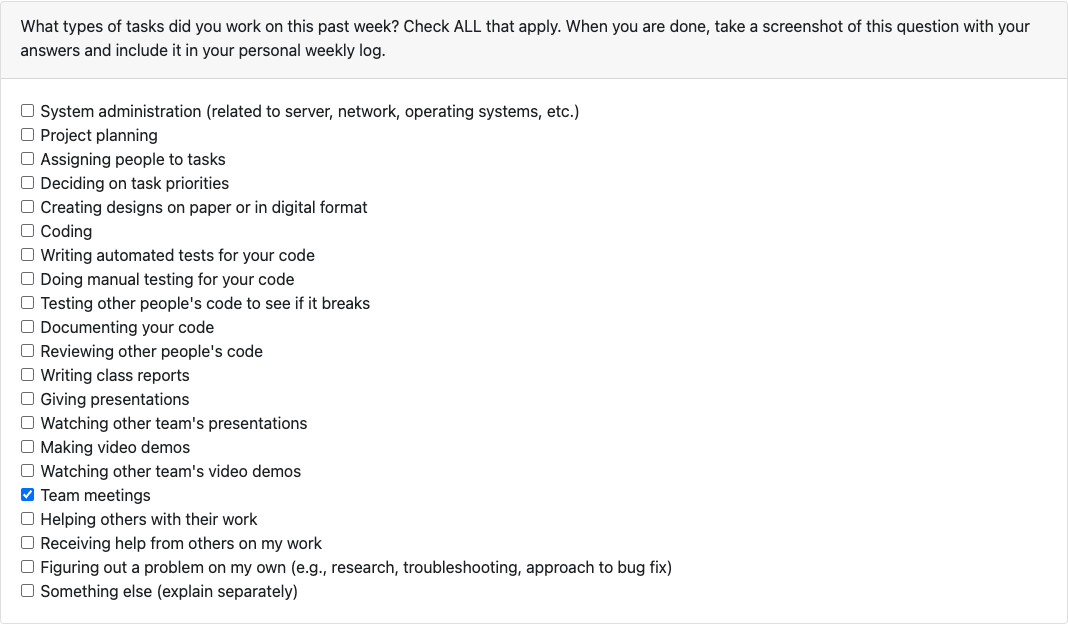 What types of tasks did you work on this past week? Check ALL that apply. When you are done, take a screenshot of this question with your
answers and include it in your personal weekly log.
System administration (related to server, network, operating systems, etc.)
Project planning
Assigning people to tasks
Deciding on task priorities
Creating designs on paper or in digital format
Coding
Writing automated tests for your code
Doing manual testing for your code
Testing other people's code to see if it breaks
Documenting your code
Reviewing other people's code
Writing class reports
Giving presentations
Watching other team's presentations
Making video demos
Watching other team's video demos
Team meetings
Helping others with their work
Receiving help from others on my work
Figuring out a problem on my own (e.g., research, troubleshooting, approach to bug fix)
Something else (explain separately)